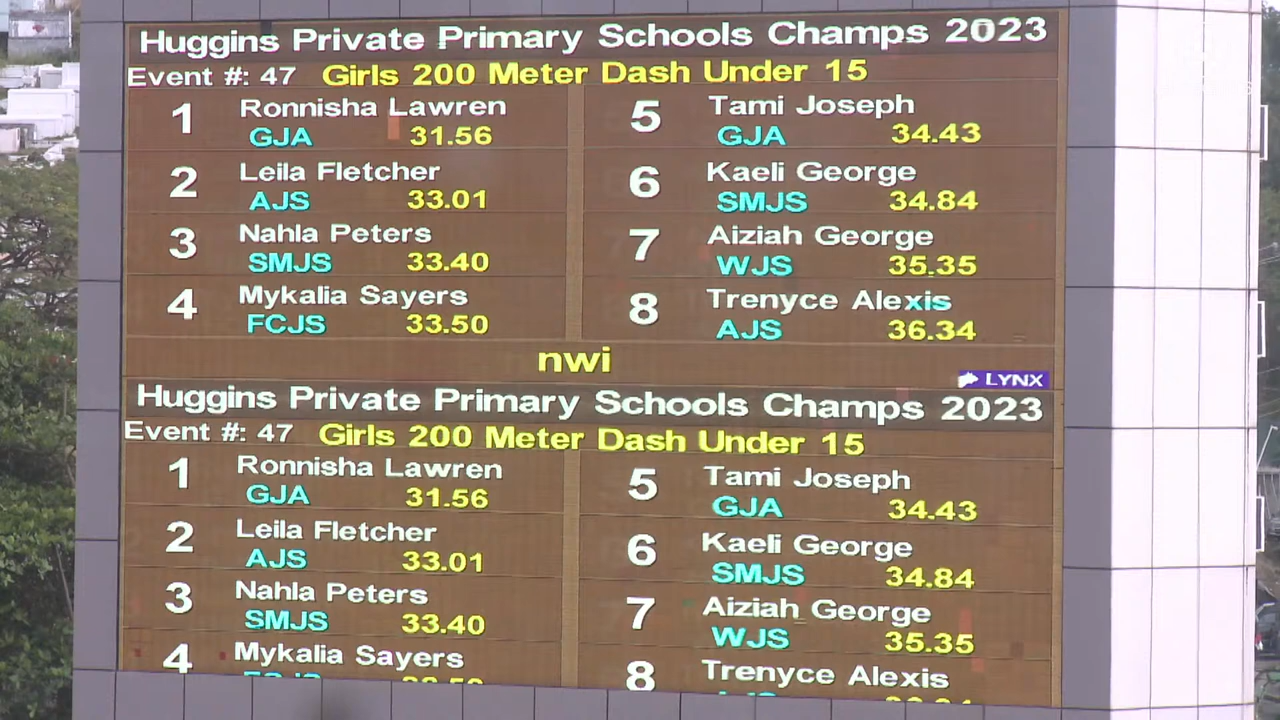 Huggins Private Primary Schools Champs 2023
Event #: 47 Girls 200 Meter Dash Under 15
1 Ronnisha Lawren
GJA 31.56
2 Leila Fletcher
AJS 33.01
3 Nahla Peters
SMJS 33.40
4 Mykalia Sayers
FCJS 33.50
5 Tami Joseph
GJA 34.43
6 Kaeli George
SMJS 34.84
7 Aiziah George
WJS 35.35
8 Trenyce Alexis
AJS 36.34
nwi
LYNX
Huggins Private Primary Schools Champs 2023
Event #: 47 Girls 200 Meter Dash Under 15
1 Ronnisha Lawren
GJA 31.56
2 Leila Fletcher
AJS 33.01
3 Nahla Peters
SMJS 33.40
4 Mykalia Sayers
5 Tami Joseph
GJA 34.43
6 Kaeli George
SMJS 34.84
7 Aiziah George
WJS 35.35
8 Trenyce Alexis